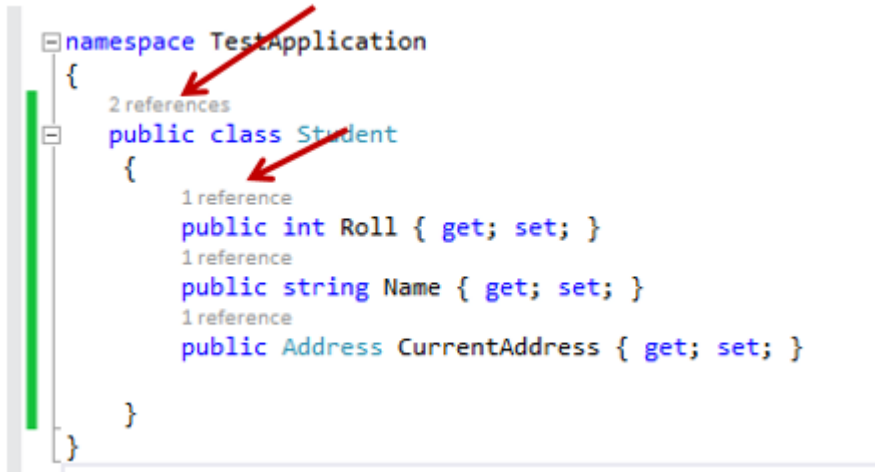 namespace TestApplication
{
2 references
public class Student
{
1 reference
public int Roll { get; set; }
1 reference
public string Name { get; set; }
1 reference
public Address CurrentAddress { get; set; }
}
}